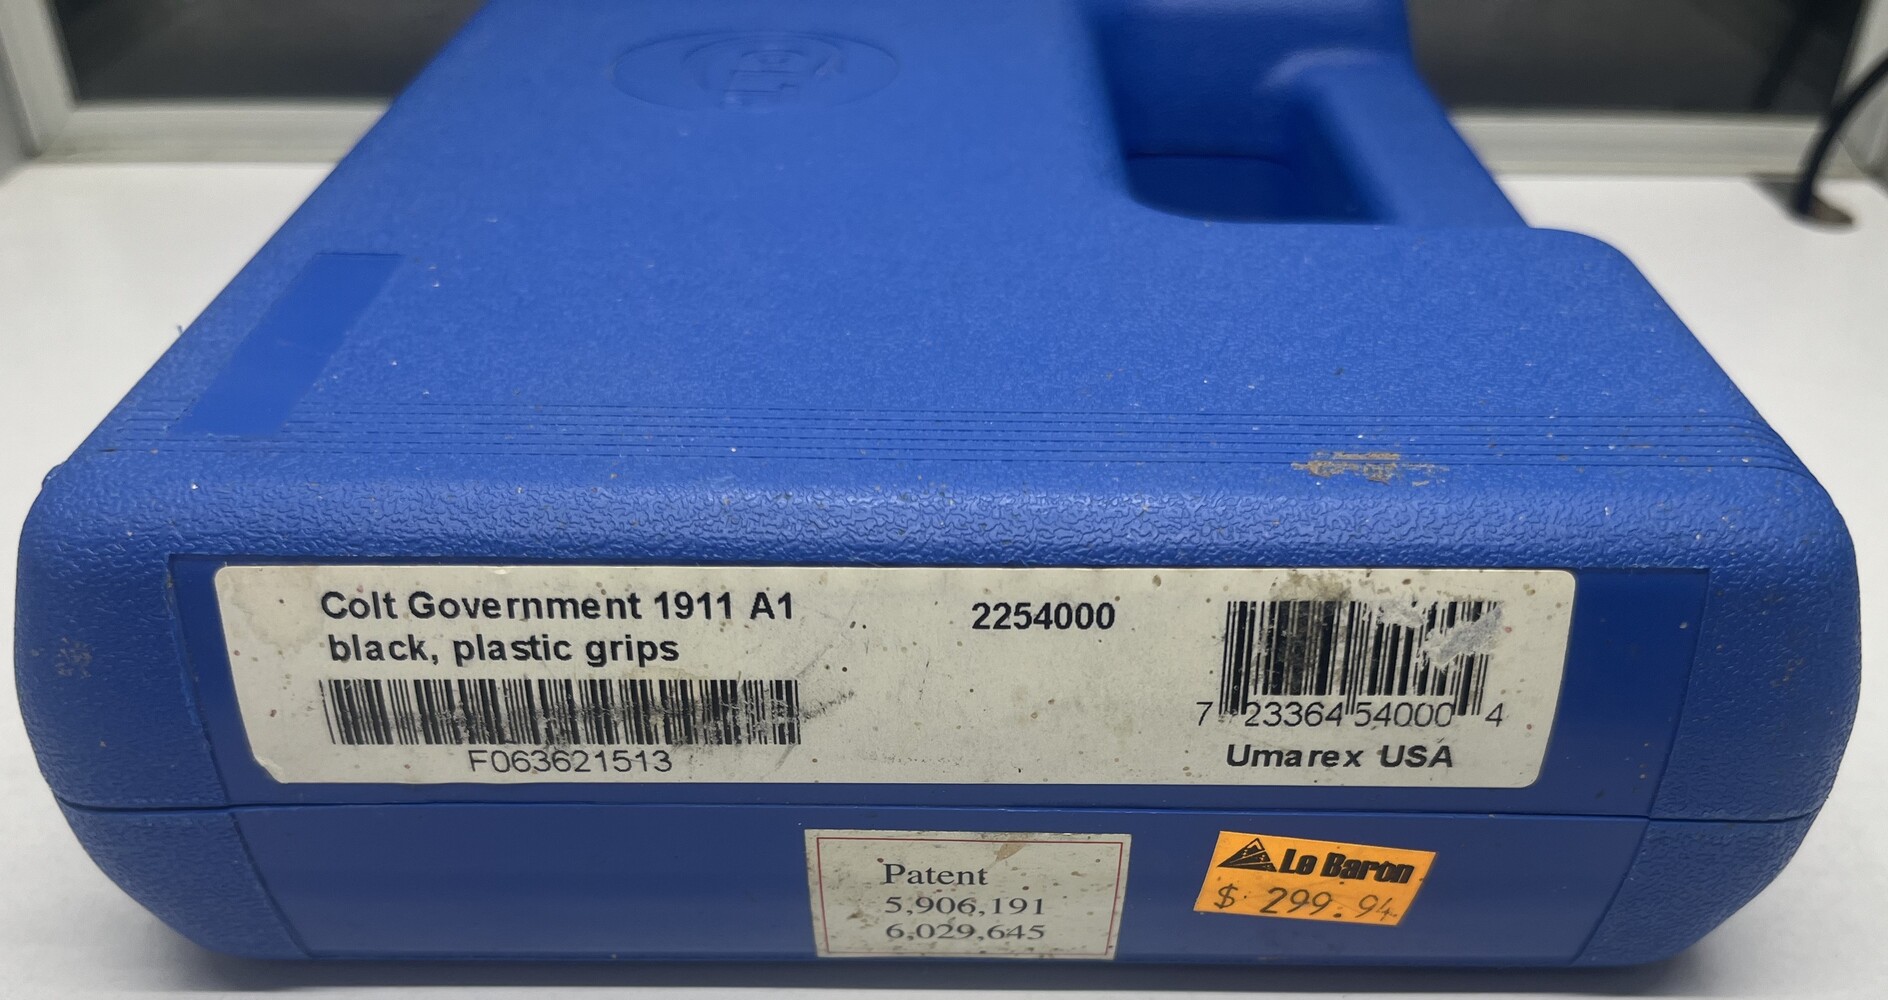 Colt Government 1911 A1
black, plastic grips
F063621513
2254000
7 23364 54000 4
Umarex USA
Patent
5,906,191
6,029,645
Le Baron
$ 299.94